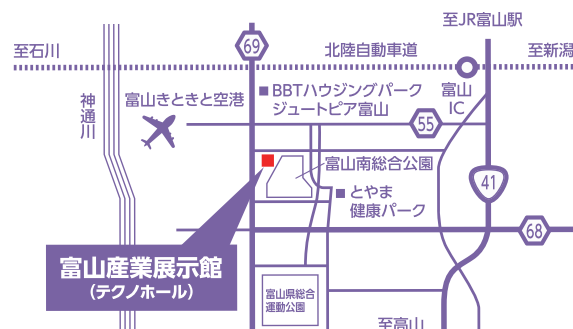 至JR富山駅
至石川
69
北陸自動車道
至新潟
神通川
富山きときと空港
BBTハウジングパーク
ジュートピア富山
富山
IC
55
富山南総合公園
41
とやま
健康パーク
68
富山産業展示館
(テクノホール)
富山県総合
運動公園
至高山